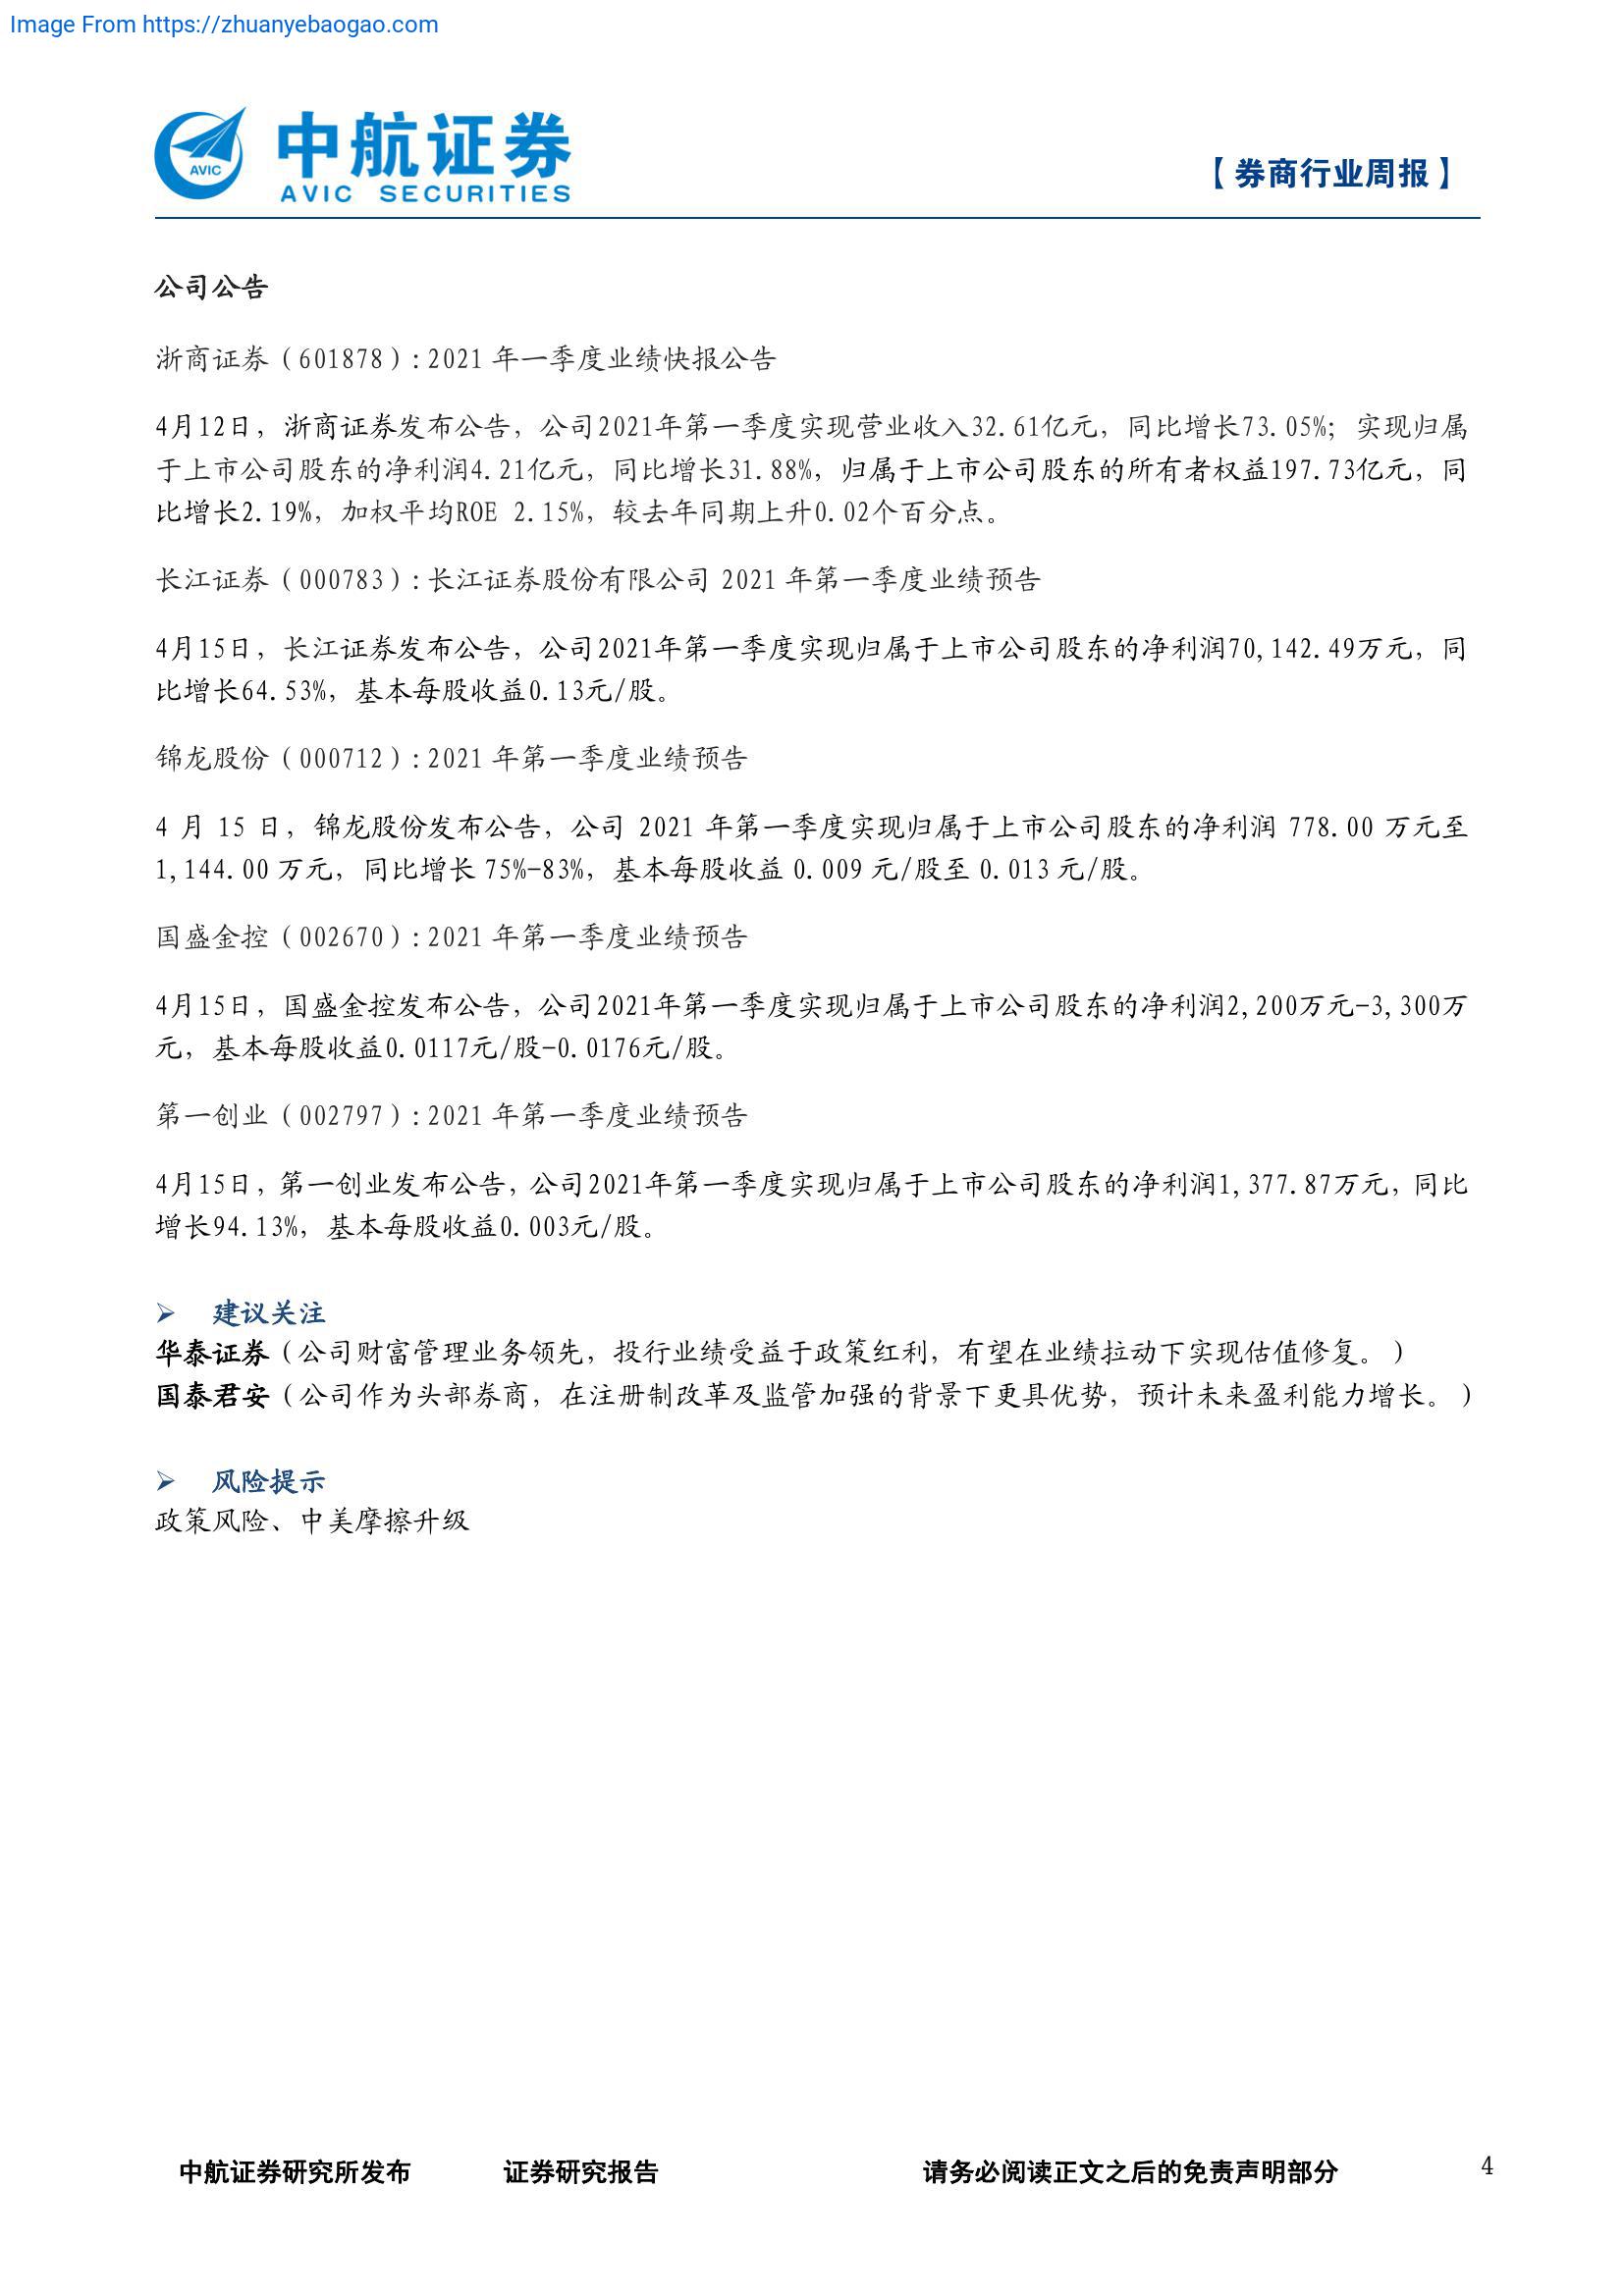 Image From https://zhuanyebaogao.com
AVIC
中航证券
AVIC SECURITIES
【券商行业周报】
公司公告
浙商证券（601878）：2021 年一季度业绩快报公告
4月12日，浙商证券发布公告，公司2021年第一季度实现营业收入32.61亿元，同比增长73.05%；实现归属
于上市公司股东的净利润4.21亿元，同比增长31.88%，归属于上市公司股东的所有者权益197.73亿元，同
比增长2.19%，加权平均ROE 2.15%，较去年同期上升0.02个百分点。
长江证券（000783）：长江证券股份有限公司 2021 年第一季度业绩预告
4月15日，长江证券发布公告，公司2021年第一季度实现归属于上市公司股东的净利润70,142.49万元，同
比增长64.53%，基本每股收益0.13元/股。
锦龙股份（000712）：2021 年第一季度业绩预告
4 月 15 日，锦龙股份发布公告，公司 2021 年第一季度实现归属于上市公司股东的净利润 778.00 万元至
1,144.00 万元，同比增长 75%-83%，基本每股收益 0.009 元/股至 0.013 元/股。
国盛金控（002670）：2021 年第一季度业绩预告
4月15日，国盛金控发布公告，公司2021年第一季度实现归属于上市公司股东的净利润2,200万元-3,300万
元，基本每股收益0.0117元/股-0.0176元/股。
第一创业（002797）：2021 年第一季度业绩预告
4月15日，第一创业发布公告，公司2021年第一季度实现归属于上市公司股东的净利润1,377.87万元，同比
增长94.13%，基本每股收益0.003元/股。
➢ 建议关注
华泰证券（公司财富管理业务领先，投行业绩受益于政策红利，有望在业绩拉动下实现估值修复。）
国泰君安（公司作为头部券商，在注册制改革及监管加强的背景下更具优势，预计未来盈利能力增长。）
➢ 风险提示
政策风险、中美摩擦升级
中航证券研究所发布 证券研究报告 请务必阅读正文之后的免责声明部分 4